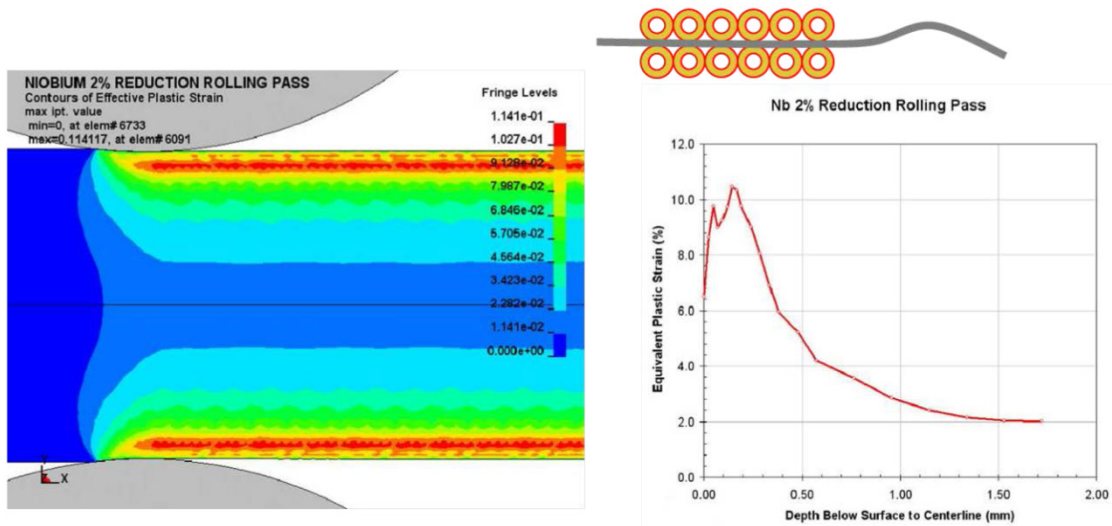 NIOBIUM 2% REDUCTION ROLLING PASS
Contours of Effective Plastic Strain
max ipt. value
min=0, at elem# 6733
max=0.114117, at elem# 6091
Fringe Levels
1.141e-01
1.027e-01
9.128e-02
7.987e-02
6.846e-02
5.705e-02
4.564e-02
3.423e-02
2.282e-02
1.141e-02
0.000e+00
Y
X
Nb 2% Reduction Rolling Pass
Equivalent Plastic Strain (%)
12.0
10.0
8.0
6.0
4.0
2.0
0.0
0.00
0.50
1.00
1.50
2.00
Depth Below Surface to Centerline (mm)